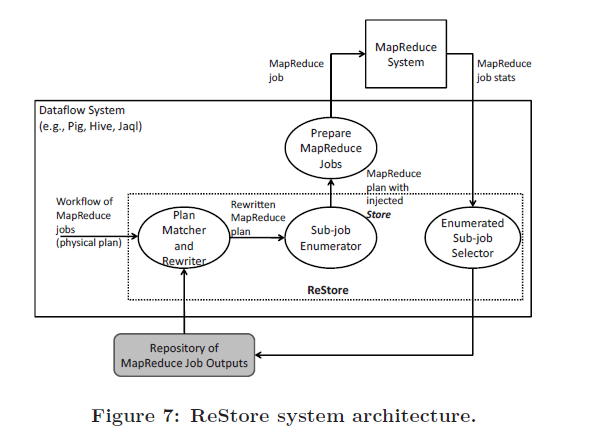 MapReduce
System
MapReduce
job
MapReduce
job stats
Dataflow System
(e.g., Pig, Hive, Jaql)
Prepare
MapReduce
Jobs
MapReduce
plan with
injected
Store
Workflow of
MapReduce
jobs
(physical plan)
Plan
Matcher
and
Rewriter
Rewritten
MapReduce
plan
Sub-job
Enumerator
Enumerated
Sub-job
Selector
ReStore
Repository of
MapReduce Job Outputs
Figure 7: ReStore system architecture.